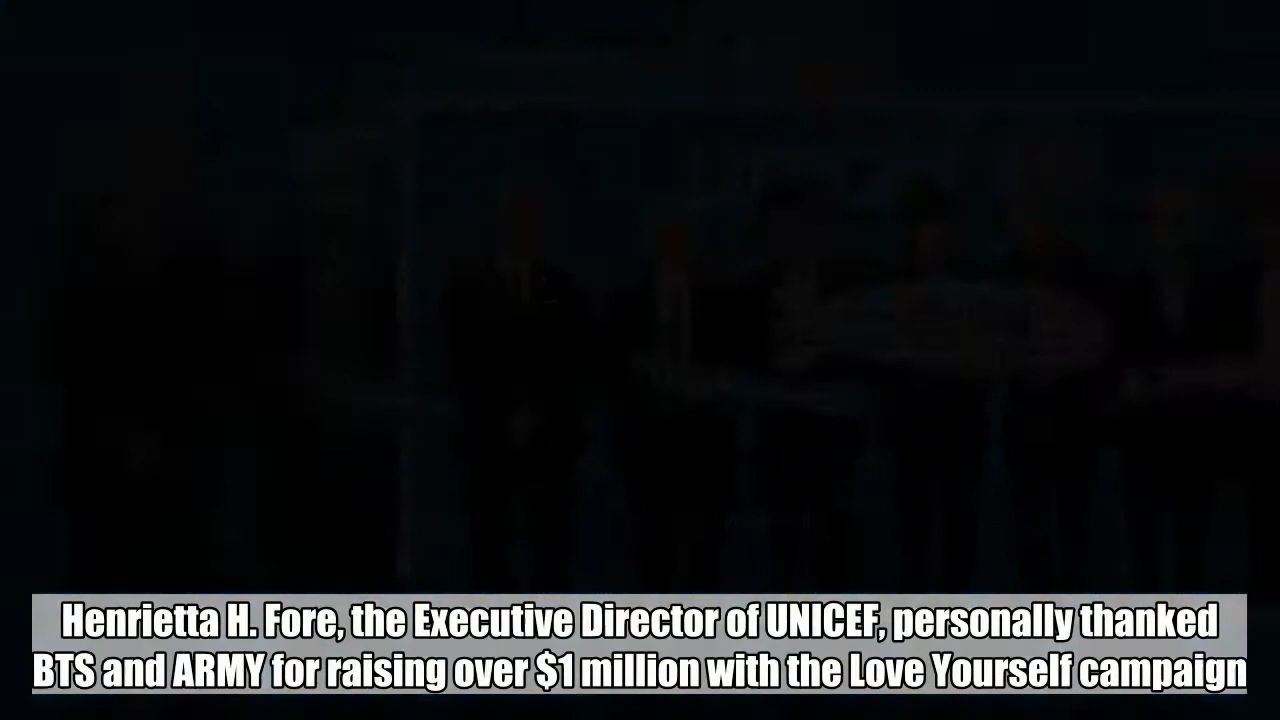 Henrietta H. Fore, the Executive Director of UNICEF, personally thanked
BTS and ARMY for raising over $1 million with the Love Yourself campaign